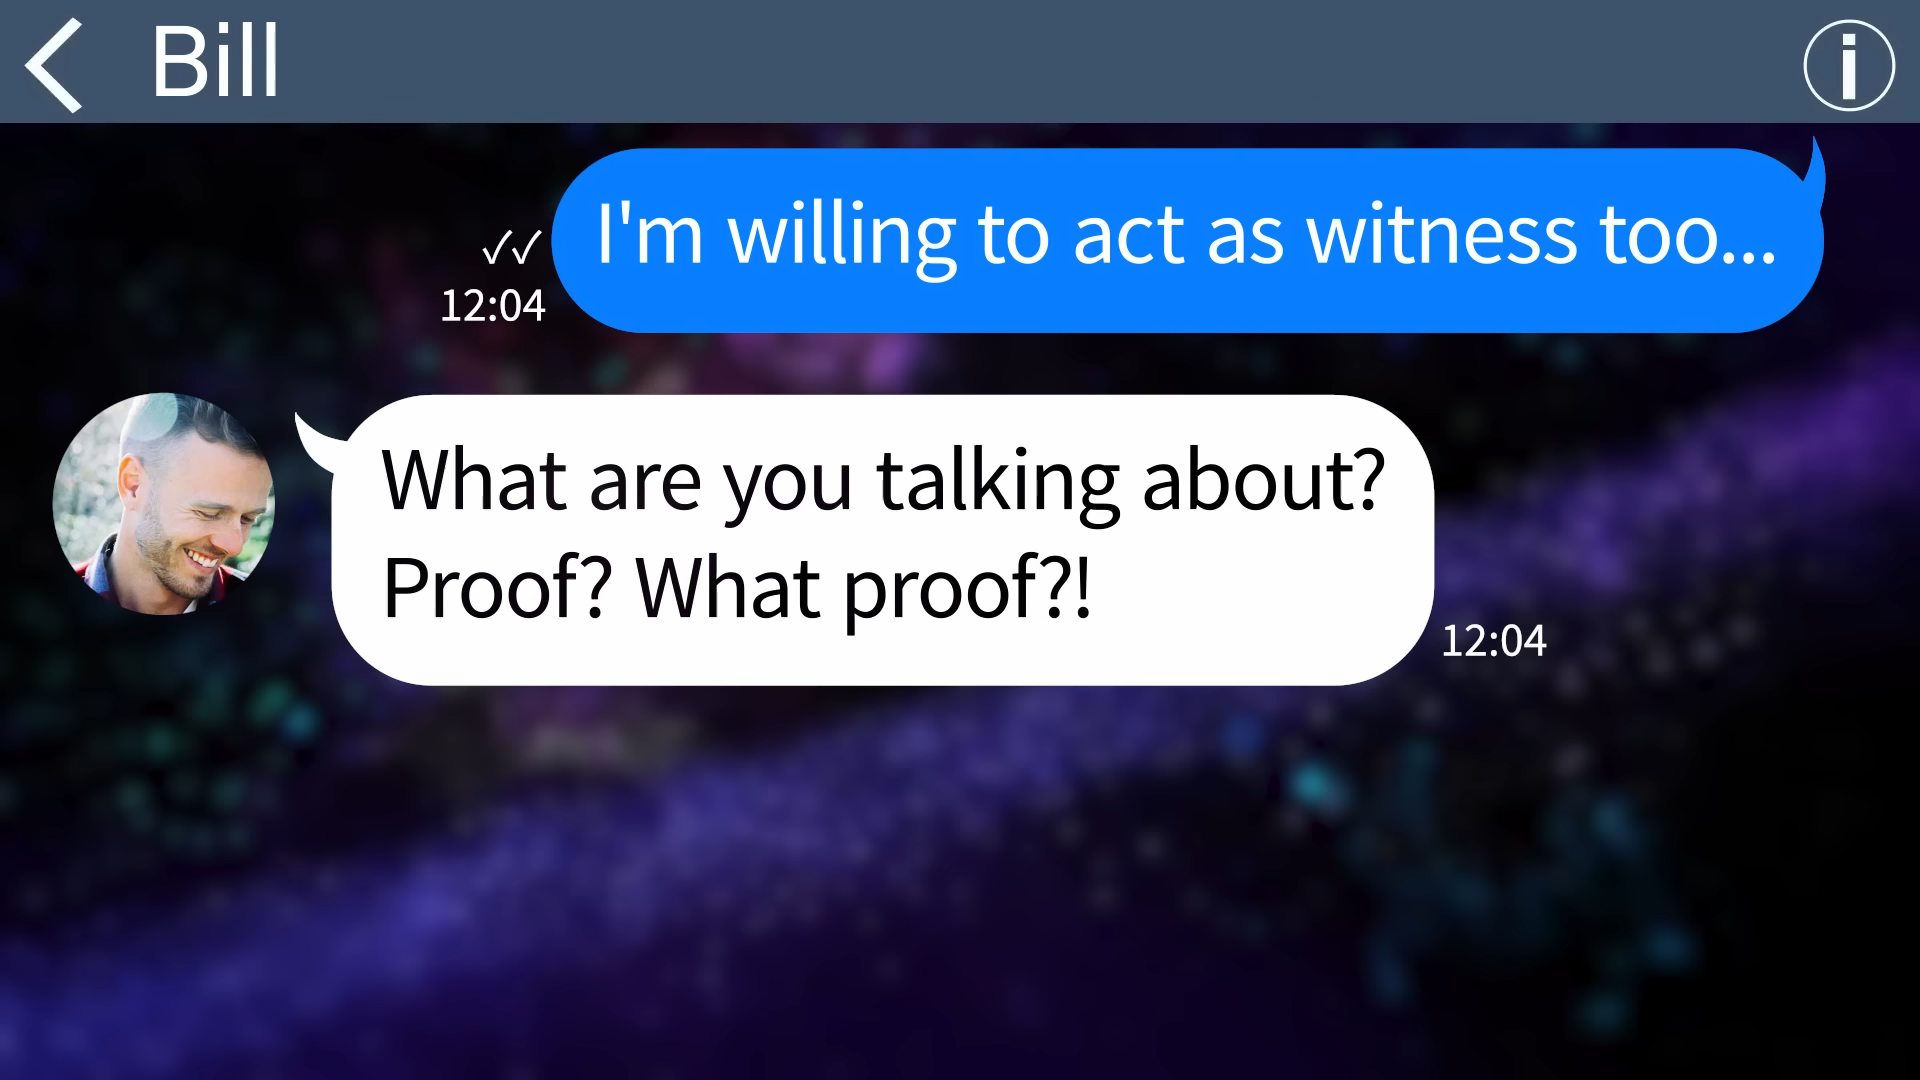 Bill
I'm willing to act as witness too...
✓✓
12:04
What are you talking about?
Proof? What proof?!
12:04